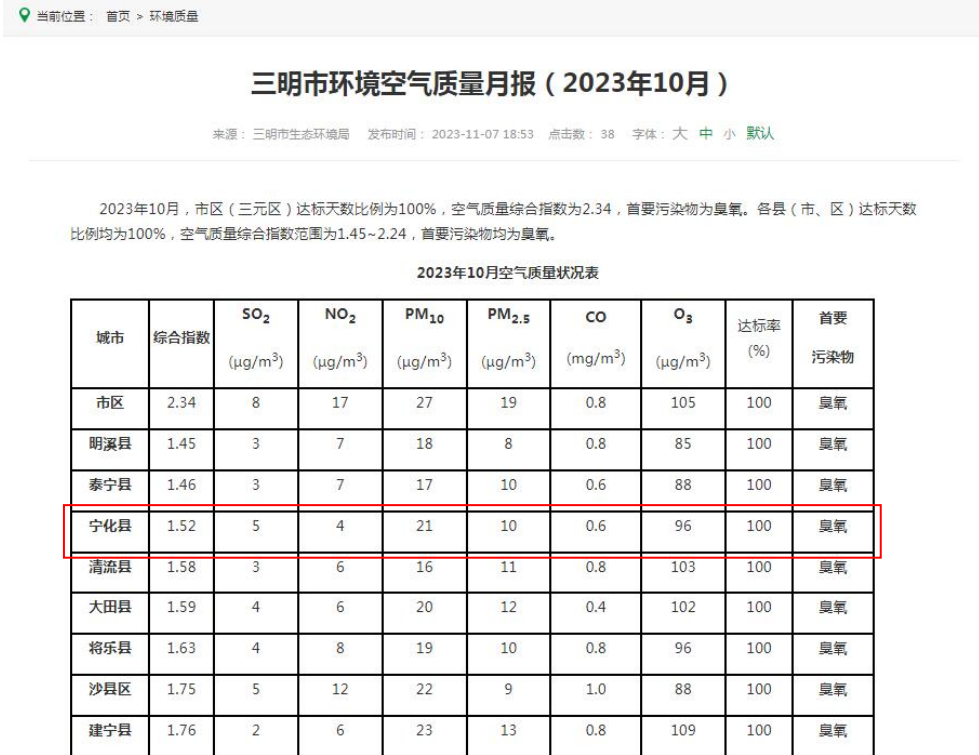 当前位置： 首页 > 环境质量
三明市环境空气质量月报（2023年10月）
来源：三明市生态环境局 发布时间：2023-11-07 18:53 点击数：38 字体：大 中 小 默认
2023年10月，市区（三元区）达标天数比例为100%，空气质量综合指数为2.34，首要污染物为臭氧。各县（市、区）达标天数
比例均为100%，空气质量综合指数范围为1.45~2.24，首要污染物均为臭氧。
2023年10月空气质量状况表
城市 综合指数 SO₂ (μg/m³) NO₂ (μg/m³) PM₁₀ (μg/m³) PM₂.₅ (μg/m³) CO (mg/m³) O₃ (μg/m³) 达标率 (%) 首要 污染物
市区 2.34 8 17 27 19 0.8 105 100 臭氧
明溪县 1.45 3 7 18 8 0.8 85 100 臭氧
泰宁县 1.46 3 7 17 10 0.6 88 100 臭氧
宁化县 1.52 5 4 21 10 0.6 96 100 臭氧
清流县 1.58 3 6 16 11 0.8 103 100 臭氧
大田县 1.59 4 6 20 12 0.4 102 100 臭氧
将乐县 1.63 4 8 19 10 0.8 96 100 臭氧
沙县区 1.75 5 12 22 9 1.0 88 100 臭氧
建宁县 1.76 2 6 23 13 0.8 109 100 臭氧